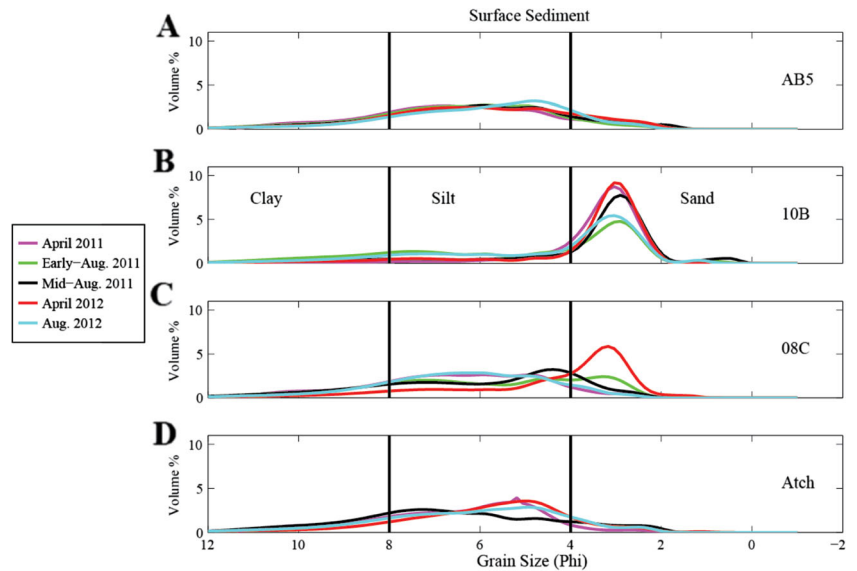 Surface Sediment
A
Volume %
10
5
0
AB5
B
Volume %
10
5
0
Clay
Silt
Sand
10B
April 2011
Early-Aug. 2011
Mid-Aug. 2011
April 2012
Aug. 2012
C
Volume %
10
5
0
08C
D
Volume %
10
5
0
Atch
12 10 8 6 4 2 0 −2
Grain Size (Phi)